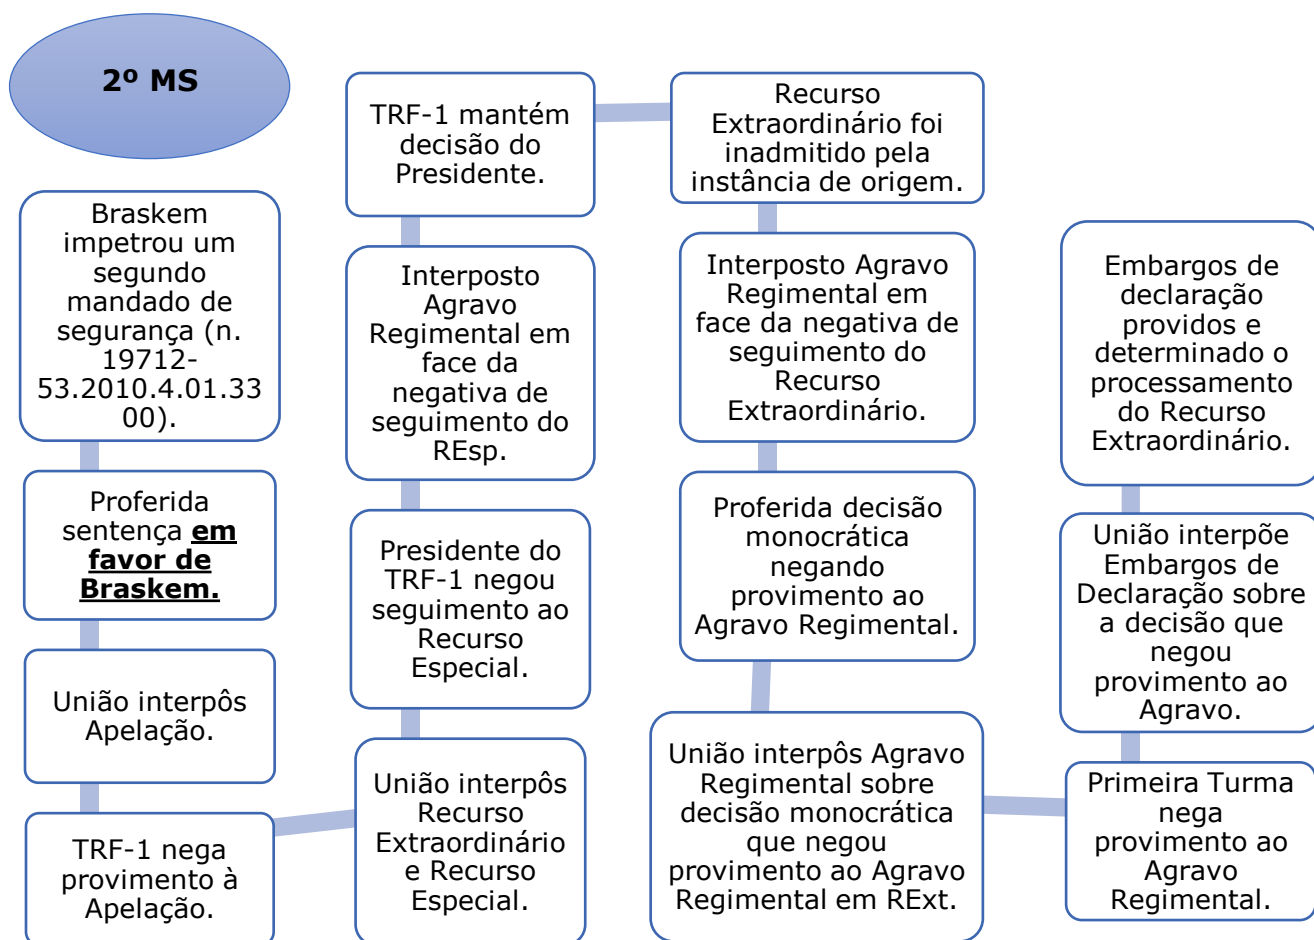 2º MS
Braskem
impetrou um
segundo
mandado de
segurança (n.
19712-
53.2010.4.01.33
00).
Proferida
sentença em
favor de
Braskem.
União interpôs
Apelação.
TRF-1 nega
provimento à
Apelação.
União interpôs
Recurso
Extraordinário
e Recurso
Especial.
Presidente do
TRF-1 negou
seguimento ao
Recurso
Especial.
Interposto
Agravo
Regimental em
face da
negativa de
seguimento do
REsp.
TRF-1 mantém
decisão do
Presidente.
Recurso
Extraordinário foi
inadmitido pela
instância de origem.
Interposto Agravo
Regimental em
face da negativa de
seguimento do
Recurso
Extraordinário.
Proferida decisão
monocrática
negando
provimento ao
Agravo Regimental.
União interpôs Agravo
Regimental sobre
decisão monocrática
que negou
provimento ao Agravo
Regimental em RExt.
Primeira Turma
nega
provimento ao
Agravo
Regimental.
União interpõe
Embargos de
Declaração sobre
a decisão que
negou
provimento ao
Agravo.
Embargos de
declaração
providos e
determinado o
processamento
do Recurso
Extraordinário.